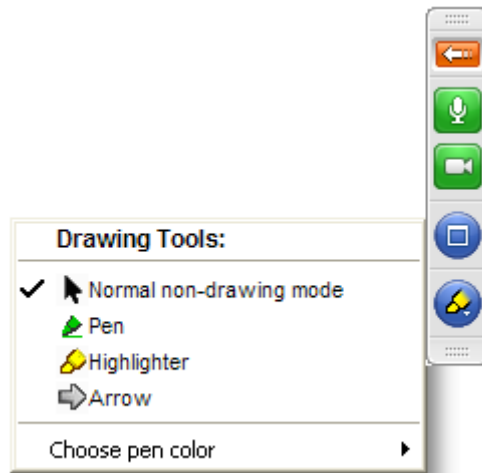 Drawing Tools:
Normal non-drawing mode
Pen
Highlighter
Arrow
Choose pen color